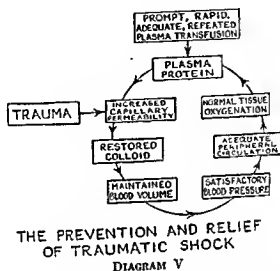 PROMPT, RAPID,
ADEQUATE, REPEATED
PLASMA TRANSFUSION
PLASMA
PROTEIN
TRAUMA
INCREASED
CAPILLARY
PERMEABILITY
NORMAL TISSUE
OXYGENATION
RESTORED
COLLOID
ADEQUATE
PERIPHERAL
CIRCULATION
MAINTAINED
BLOOD VOLUME
SATISFACTORY
BLOOD PRESSURE
THE PREVENTION AND RELIEF
OF TRAUMATIC SHOCK
DIAGRAM V